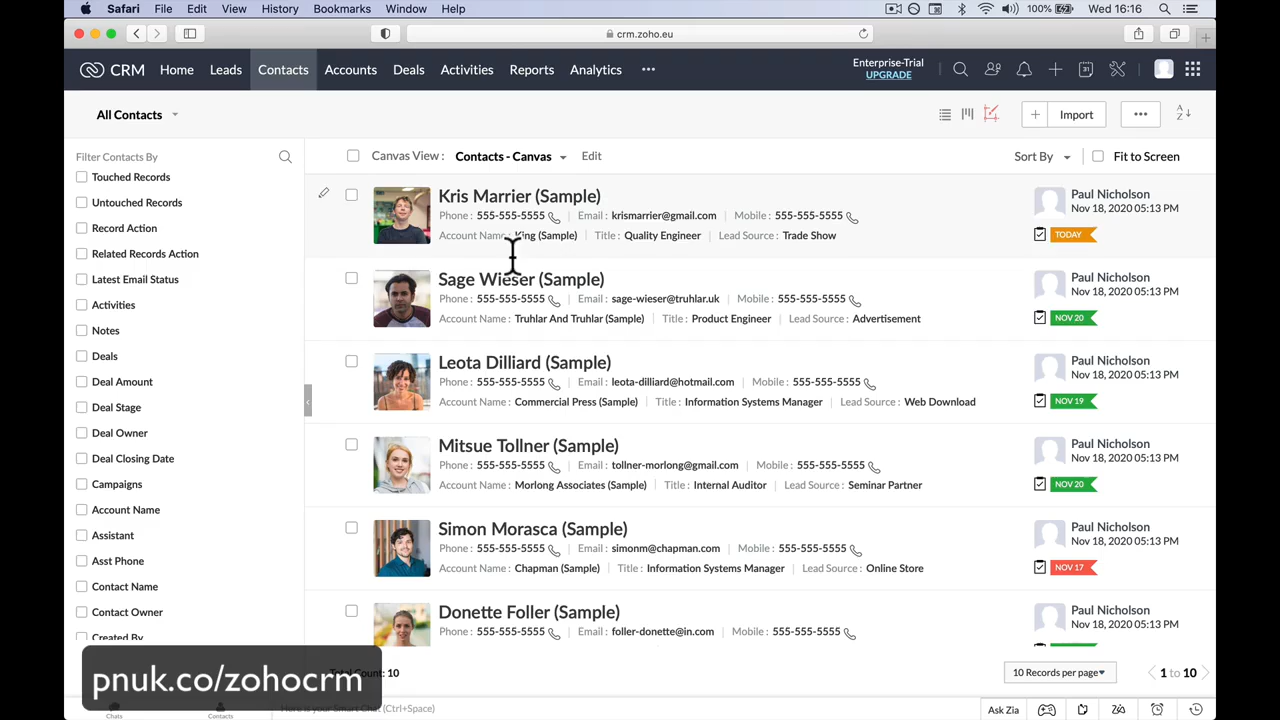 Safari File Edit View History Bookmarks Window Help 100% Wed 16:16
crm.zoho.eu
CRM Home Leads Contacts Accounts Deals Activities Reports Analytics ••• Enterprise-Trial
UPGRADE
All Contacts + Import •••
Filter Contacts By
Touched Records
Untouched Records
Record Action
Related Records Action
Latest Email Status
Activities
Notes
Deals
Deal Amount
Deal Stage
Deal Owner
Deal Closing Date
Campaigns
Account Name
Assistant
Asst Phone
Contact Name
Contact Owner
Created By
Canvas View : Contacts - Canvas Edit Sort By Fit to Screen
Kris Marrier (Sample)
Phone : 555-555-5555 Email : krismarrier@gmail.com Mobile : 555-555-5555
Account Name : King (Sample) Title : Quality Engineer Lead Source : Trade Show
Paul Nicholson
Nov 18, 2020 05:13 PM
TODAY
Sage Wieser (Sample)
Phone : 555-555-5555 Email : sage-wieser@truhlar.uk Mobile : 555-555-5555
Account Name : Truhlar And Truhlar (Sample) Title : Product Engineer Lead Source : Advertisement
Paul Nicholson
Nov 18, 2020 05:13 PM
NOV 20
Leota Dilliard (Sample)
Phone : 555-555-5555 Email : leota-dilliard@hotmail.com Mobile : 555-555-5555
Account Name : Commercial Press (Sample) Title : Information Systems Manager Lead Source : Web Download
Paul Nicholson
Nov 18, 2020 05:13 PM
NOV 19
Mitsue Tollner (Sample)
Phone : 555-555-5555 Email : tollner-morlong@gmail.com Mobile : 555-555-5555
Account Name : Morlong Associates (Sample) Title : Internal Auditor Lead Source : Seminar Partner
Paul Nicholson
Nov 18, 2020 05:13 PM
NOV 20
Simon Morasca (Sample)
Phone : 555-555-5555 Email : simonm@chapman.com Mobile : 555-555-5555
Account Name : Chapman (Sample) Title : Information Systems Manager Lead Source : Online Store
Paul Nicholson
Nov 18, 2020 05:13 PM
NOV 17
Donette Foller (Sample)
Phone : 555-555-5555 Email : foller-donette@in.com Mobile : 555-555-5555
Paul Nicholson
Nov 18, 2020 05:13 PM
Total Count: 10 10 Records per page 1 to 10
pnuk.co/zohocrm
Chats Contacts Here is your Smart Chat (Ctrl+Space) Ask Zia